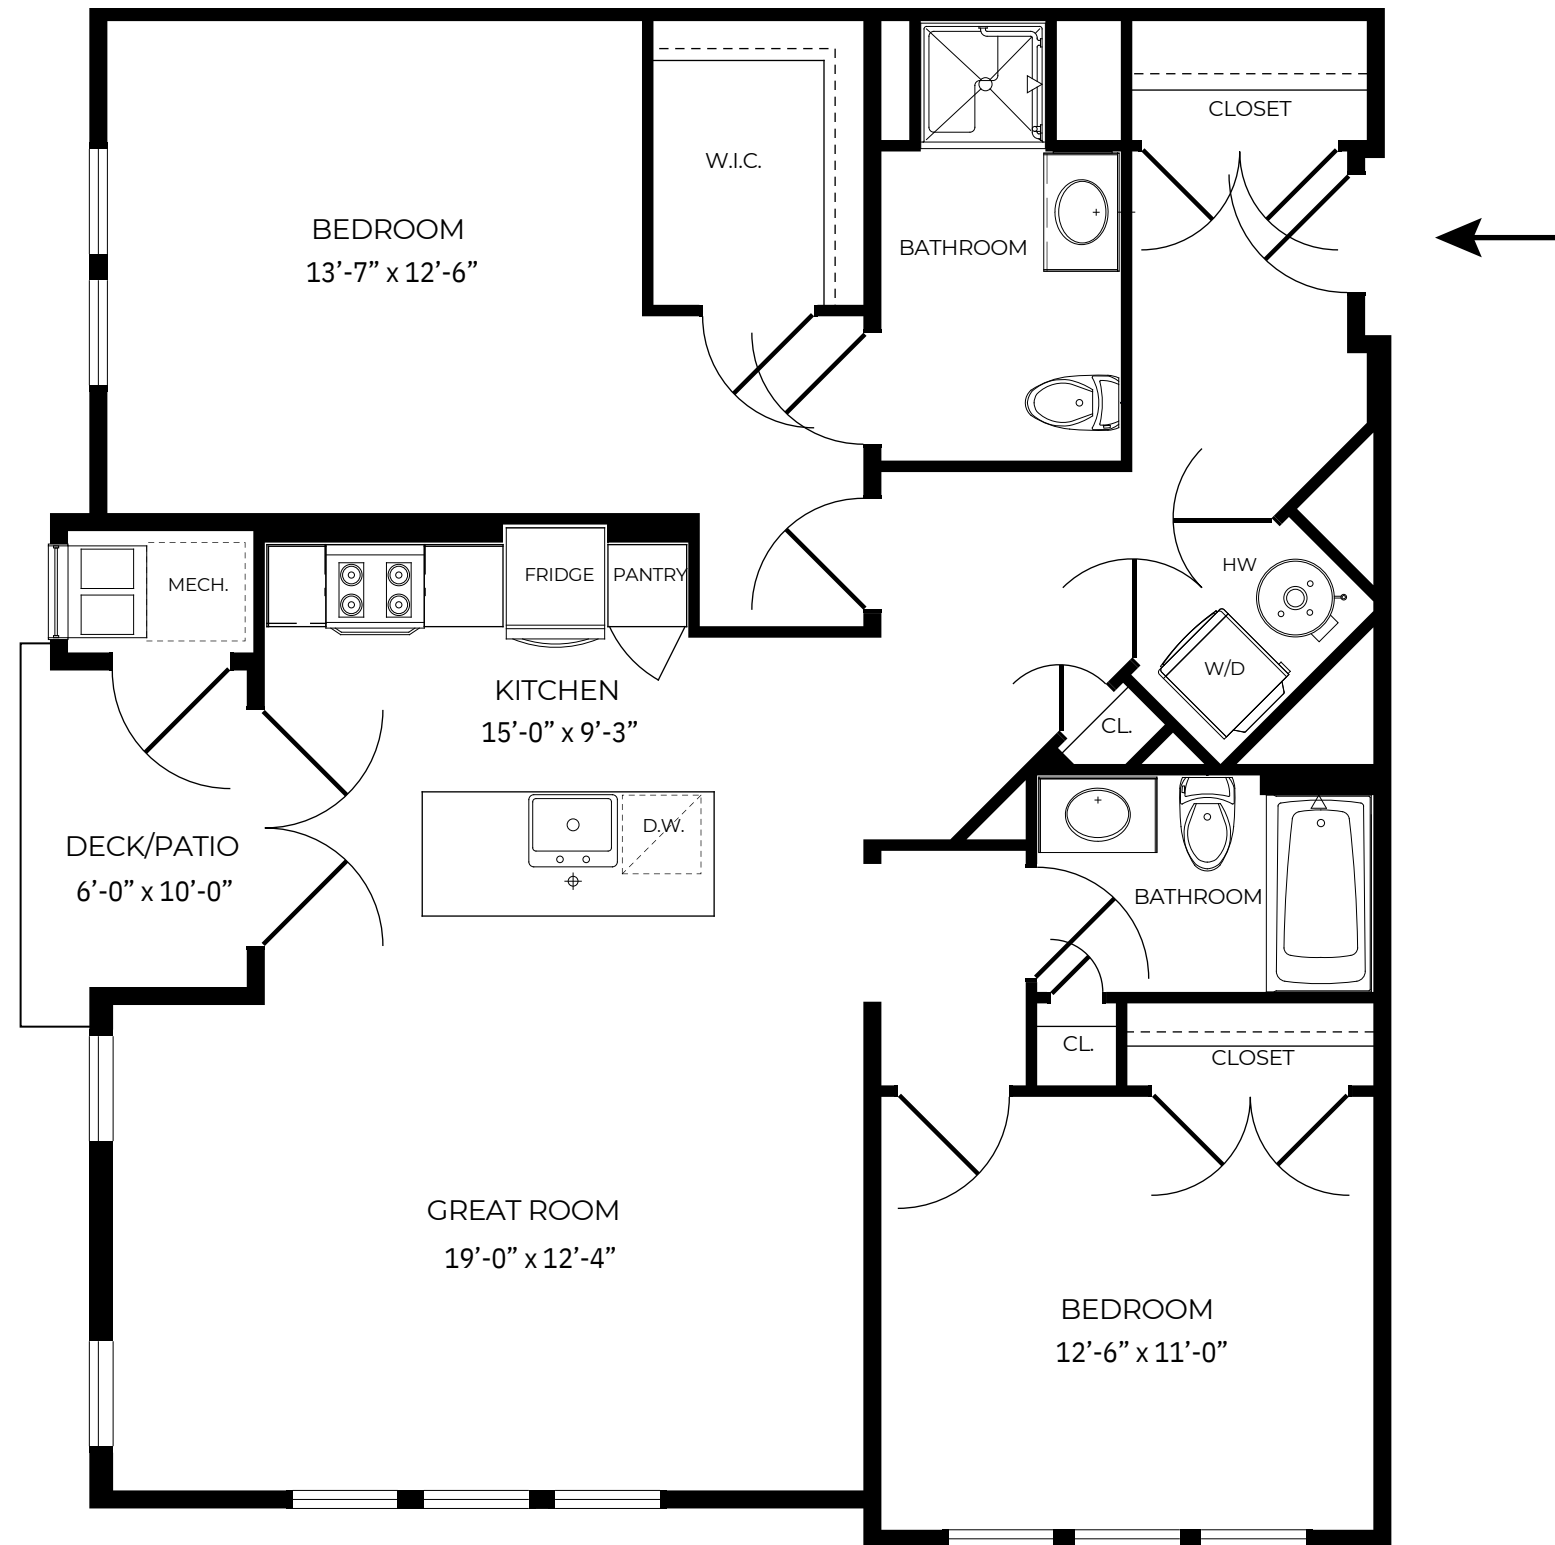 CLOSET
W.I.C.
BEDROOM
13’-7” x 12’-6”
BATHROOM
MECH.
FRIDGE
PANTRY
HW
W/D
KITCHEN
15’-0” x 9’-3”
CL.
D.W.
DECK/PATIO
6’-0” x 10’-0”
BATHROOM
CL.
CLOSET
GREAT ROOM
19’-0” x 12’-4”
BEDROOM
12’-6” x 11’-0”